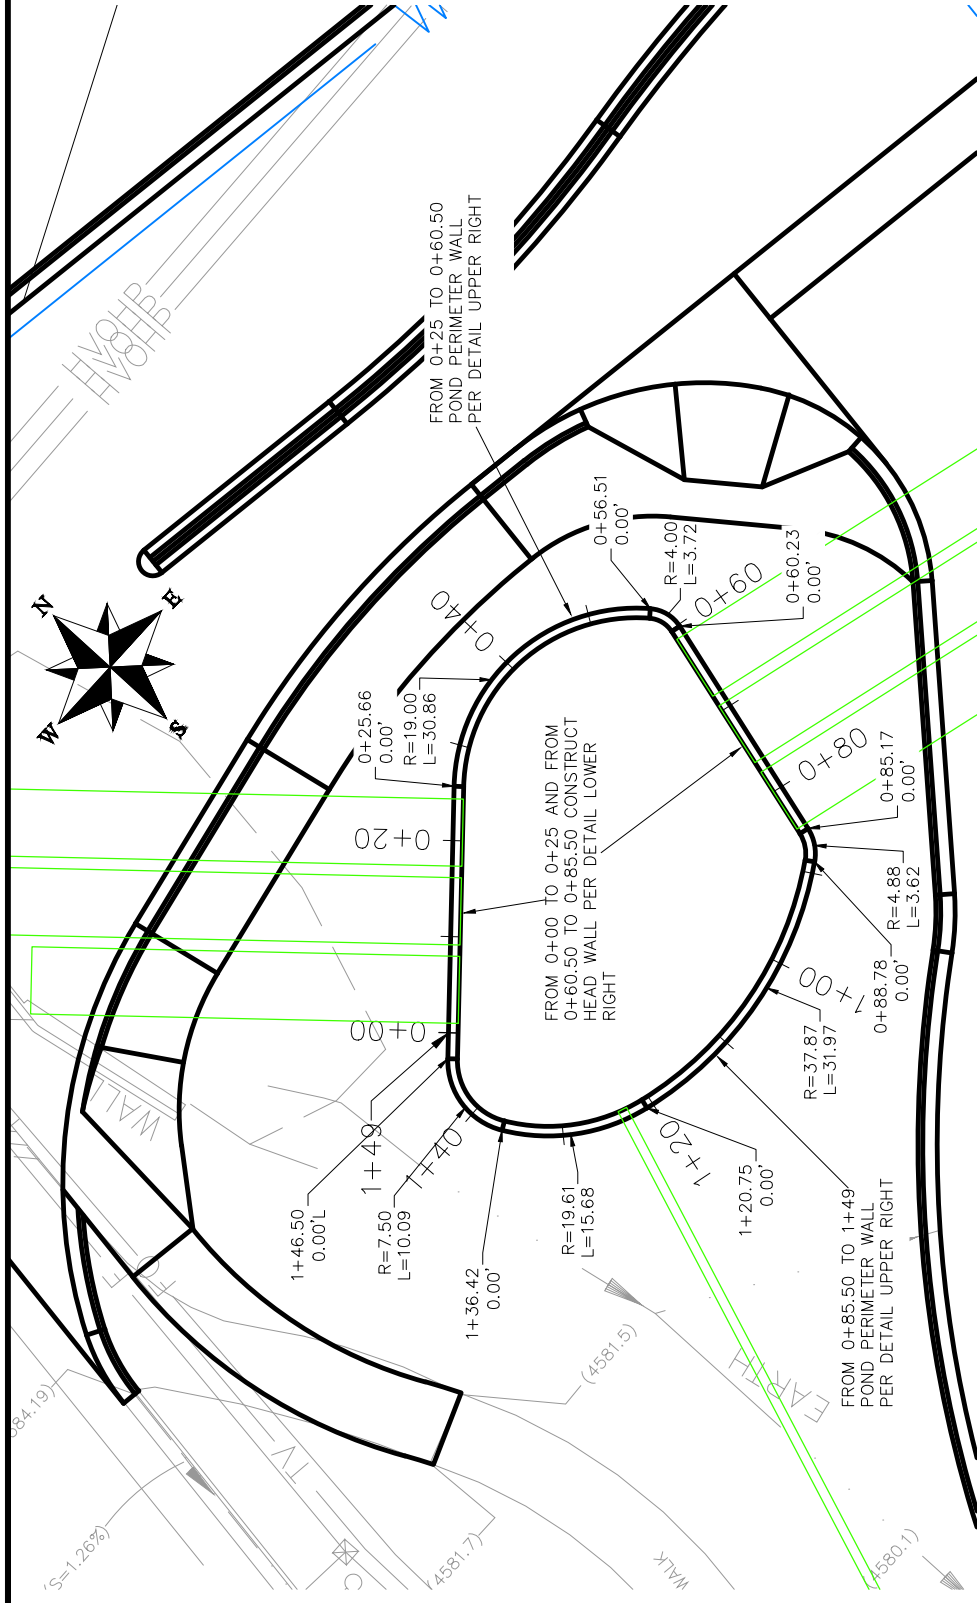 HVOHP
HVOHP
FROM 0+25 TO 0+60.50
POND PERIMETER WALL
PER DETAIL UPPER RIGHT
N
E
S
W
0+56.51
0.00'
R=4.00
L=3.72
0+60
0+60.23
0.00'
0+40
0+25.66
0.00'
R=19.00
L=30.86
0+20
0+00
FROM 0+00 TO 0+25 AND FROM
0+60.50 TO 0+85.50 CONSTRUCT
HEAD WALL PER DETAIL LOWER
RIGHT
0+80
0+85.17
0.00'
R=4.88
L=3.62
0+88.78
0.00'
1+00
R=37.87
L=31.97
WALL
1+49
1+40
1+46.50
0.00'L
R=7.50
L=10.09
1+36.42
0.00'
R=19.61
L=15.68
1+20
1+20.75
0.00'
FROM 0+85.50 TO 1+49
POND PERIMETER WALL
PER DETAIL UPPER RIGHT
EARTH
(4581.5)
TV
84.19)
(S=1.26%)
(4581.7)
WALK
(4580.1)